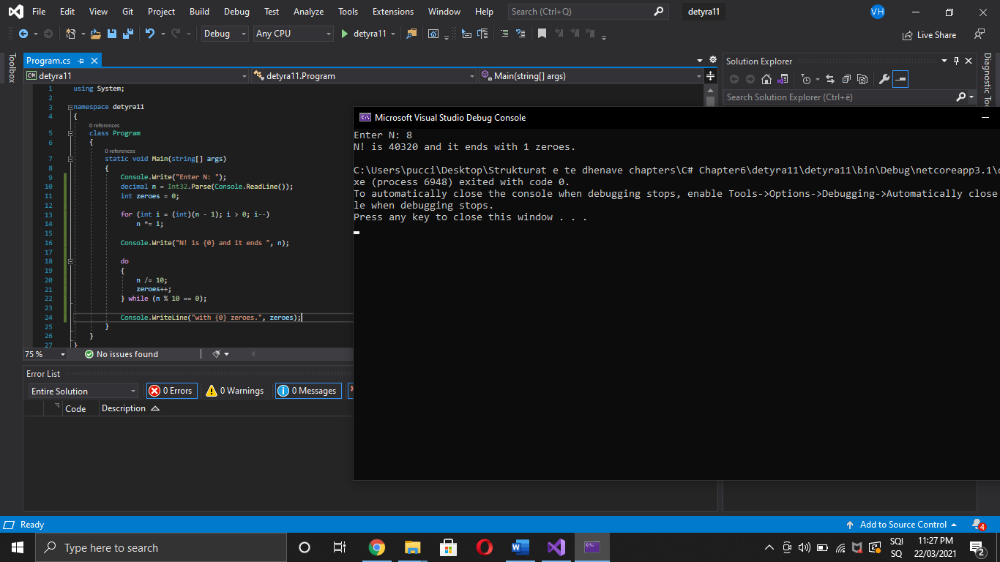 File Edit View Git Project Build Debug Test Analyze Tools Extensions Window Help Search (Ctrl+Q) detyra11 VH
Debug Any CPU detyra11 Live Share
Toolbox
Program.cs
detyra11 detyra11.Program Main(string[] args)
1 using System;
2
3 namespace detyra11
4 {
0 references
5 class Program
6 {
0 references
7 static void Main(string[] args)
8 {
9 Console.Write("Enter N: ");
10 decimal n = Int32.Parse(Console.ReadLine());
11 int zeroes = 0;
12
13 for (int i = (int)(n - 1); i > 0; i--)
14 n *= i;
15
16 Console.Write("N! is {0} and it ends ", n);
17
18 do
19 {
20 n /= 10;
21 zeroes++;
22 } while (n % 10 == 0);
23
24 Console.WriteLine("with {0} zeroes.", zeroes);
25 }
26 }
27 }
75 % No issues found
Solution Explorer
Search Solution Explorer (Ctrl+ë)
Diagnostic
Microsoft Visual Studio Debug Console
Enter N: 8
N! is 40320 and it ends with 1 zeroes.
C:\Users\pucci\Desktop\Strukturat e te dhenave chapters\C# Chapter6\detyra11\detyra11\bin\Debug\netcoreapp3.1\
xe (process 6948) exited with code 0.
To automatically close the console when debugging stops, enable Tools->Options->Debugging->Automatically close
le when debugging stops.
Press any key to close this window . . .
Error List
Entire Solution 0 Errors 0 Warnings 0 Messages
Code Description
Ready Add to Source Control 4
Type here to search SQI 11:27 PM
SQ 22/03/2021 2